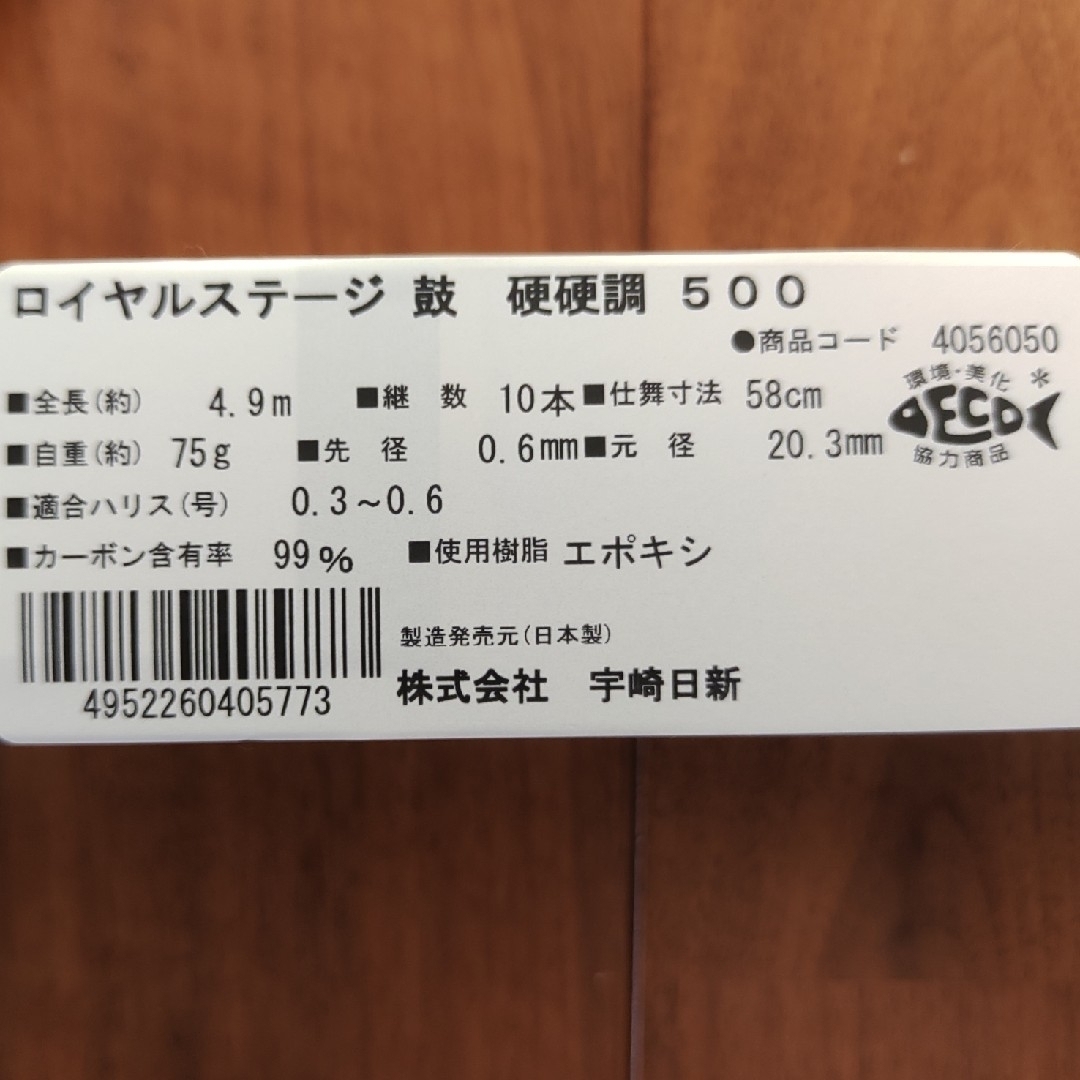 ロイヤルステージ 鼓 硬硬調 500
●商品コード 4056050
■全長(約) 4.9m ■継 数 10本 ■仕舞寸法 58cm
■自重(約) 75g ■先 径 0.6mm ■元 径 20.3mm
■適合ハリス(号) 0.3~0.6
■カーボン含有率 99% ■使用樹脂 エポキシ
環境・美化
ECO
協力商品
製造発売元(日本製)
株式会社 宇崎日新
4952260405773